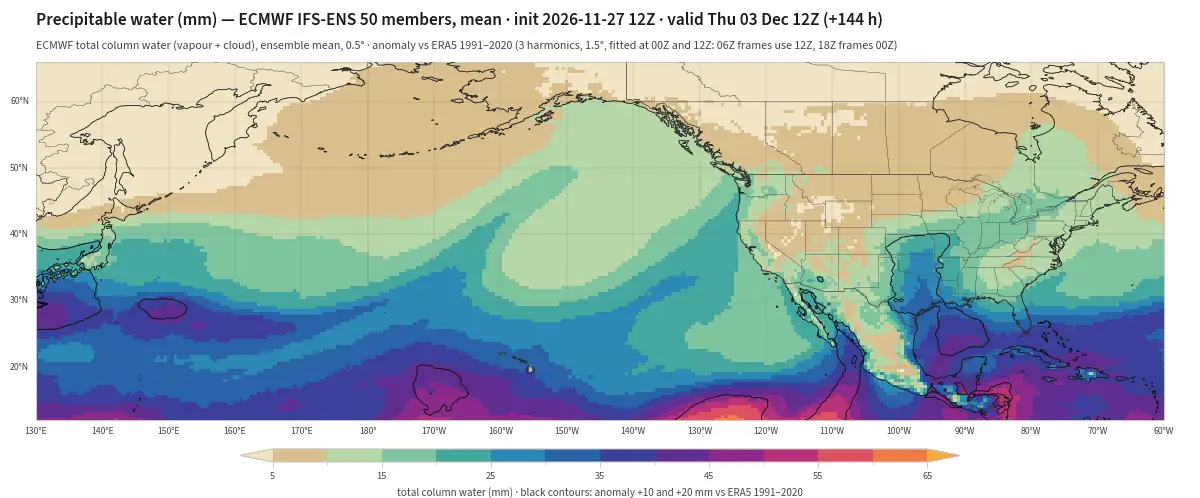 Precipitable water (mm) — ECMWF IFS-ENS 50 members, mean · init 2026-11-27 12Z · valid Thu 03 Dec 12Z (+144 h)
ECMWF total column water (vapour + cloud), ensemble mean, 0.5° · anomaly vs ERA5 1991–2020 (3 harmonics, 1.5°, fitted at 00Z and 12Z: 06Z frames use 12Z, 18Z frames 00Z)
60°N
50°N
40°N
30°N
20°N
130°E 140°E 150°E 160°E 170°E 180° 170°W 160°W 150°W 140°W 130°W 120°W 110°W 100°W 90°W 80°W 70°W 60°W
5 15 25 35 45 55 65
total column water (mm) · black contours: anomaly +10 and +20 mm vs ERA5 1991–2020